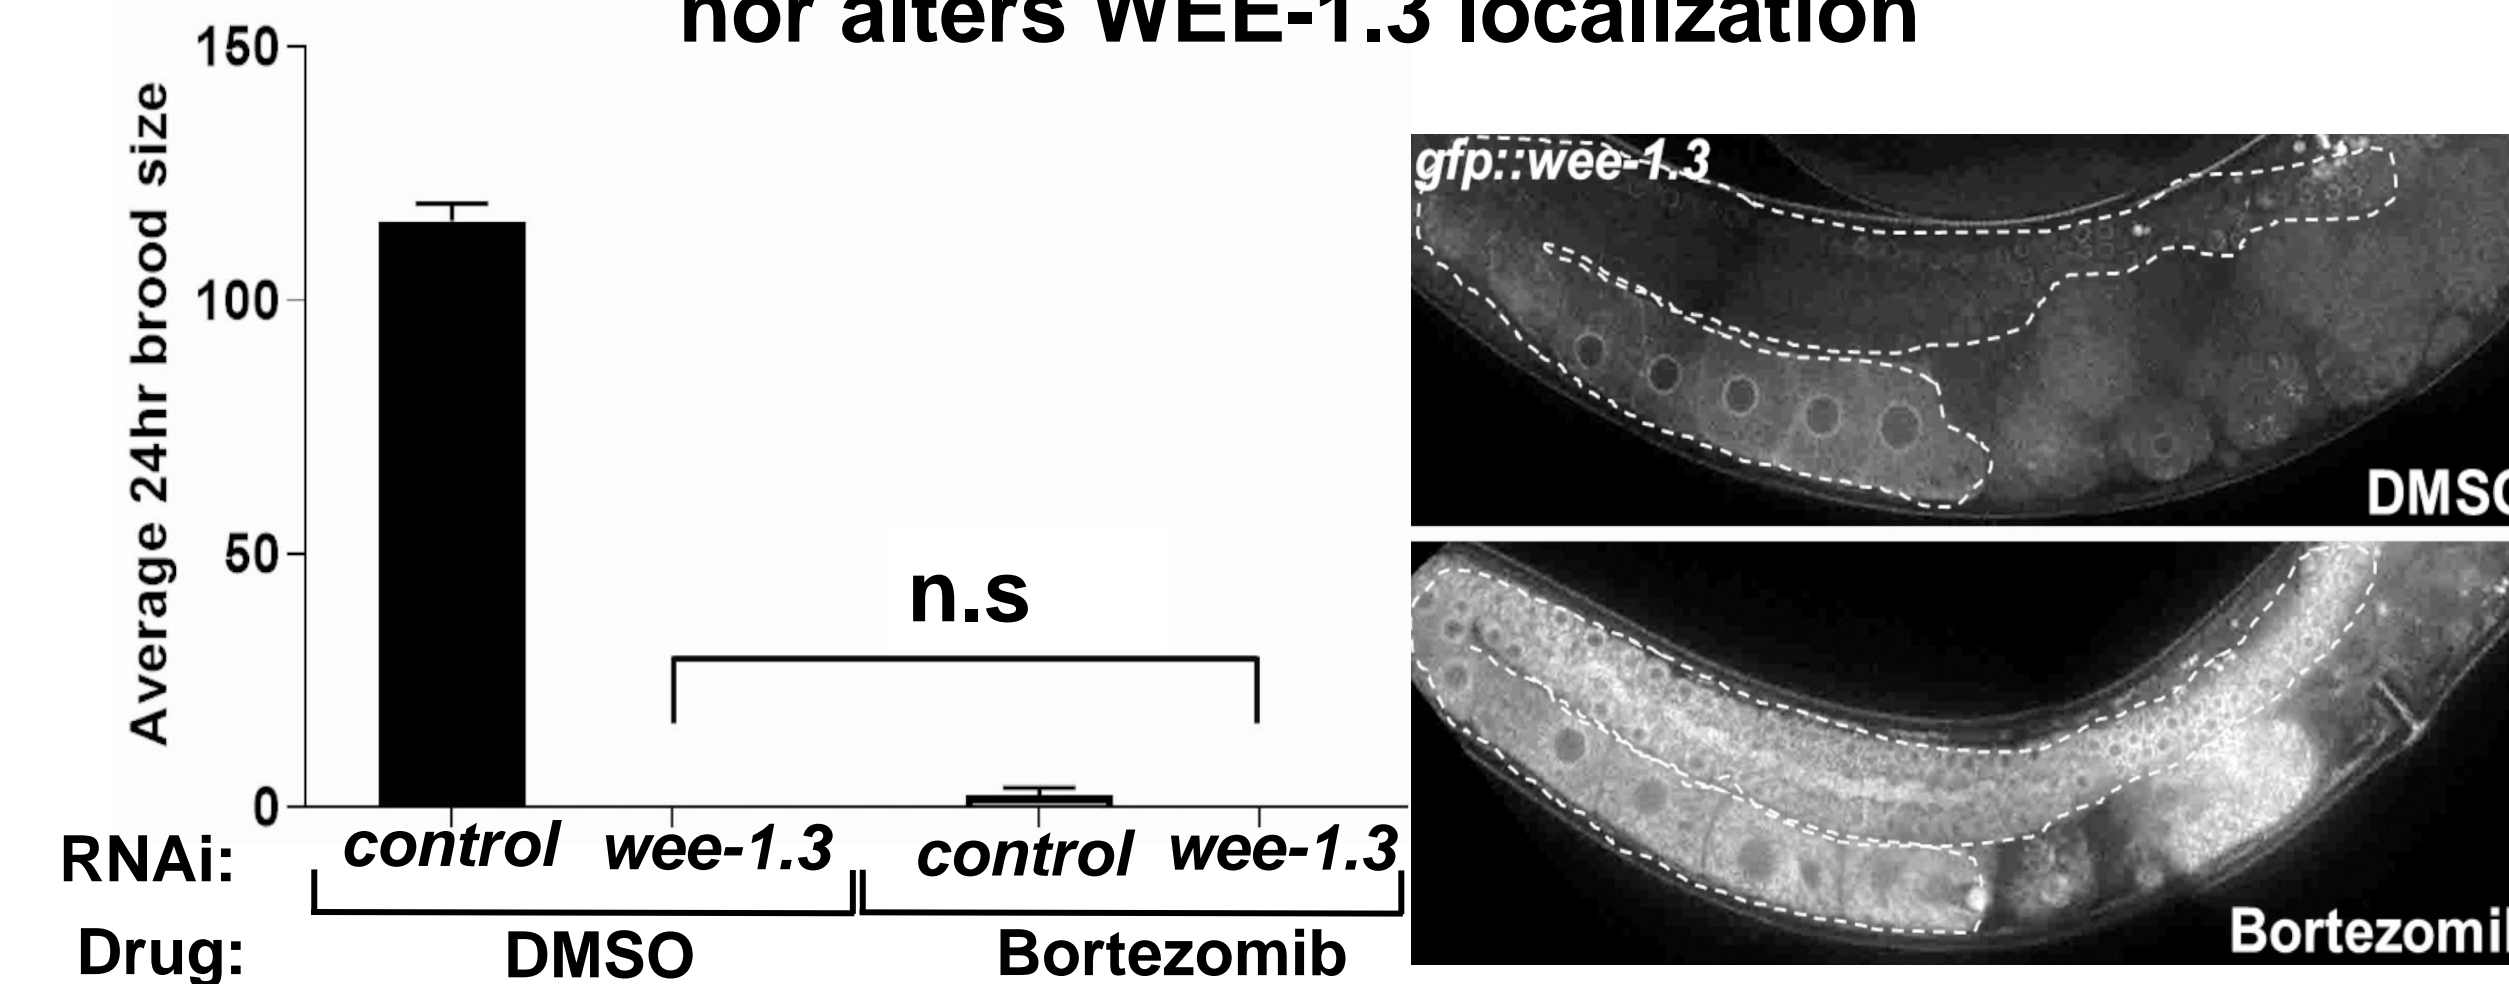 nor alters WEE-1.3 localization
150
100
50
0
Average 24hr brood size
n.s
RNAi: control wee-1.3 control wee-1.3
Drug: DMSO Bortezomib
gfp::wee-1.3
DMSO
Bortezomib